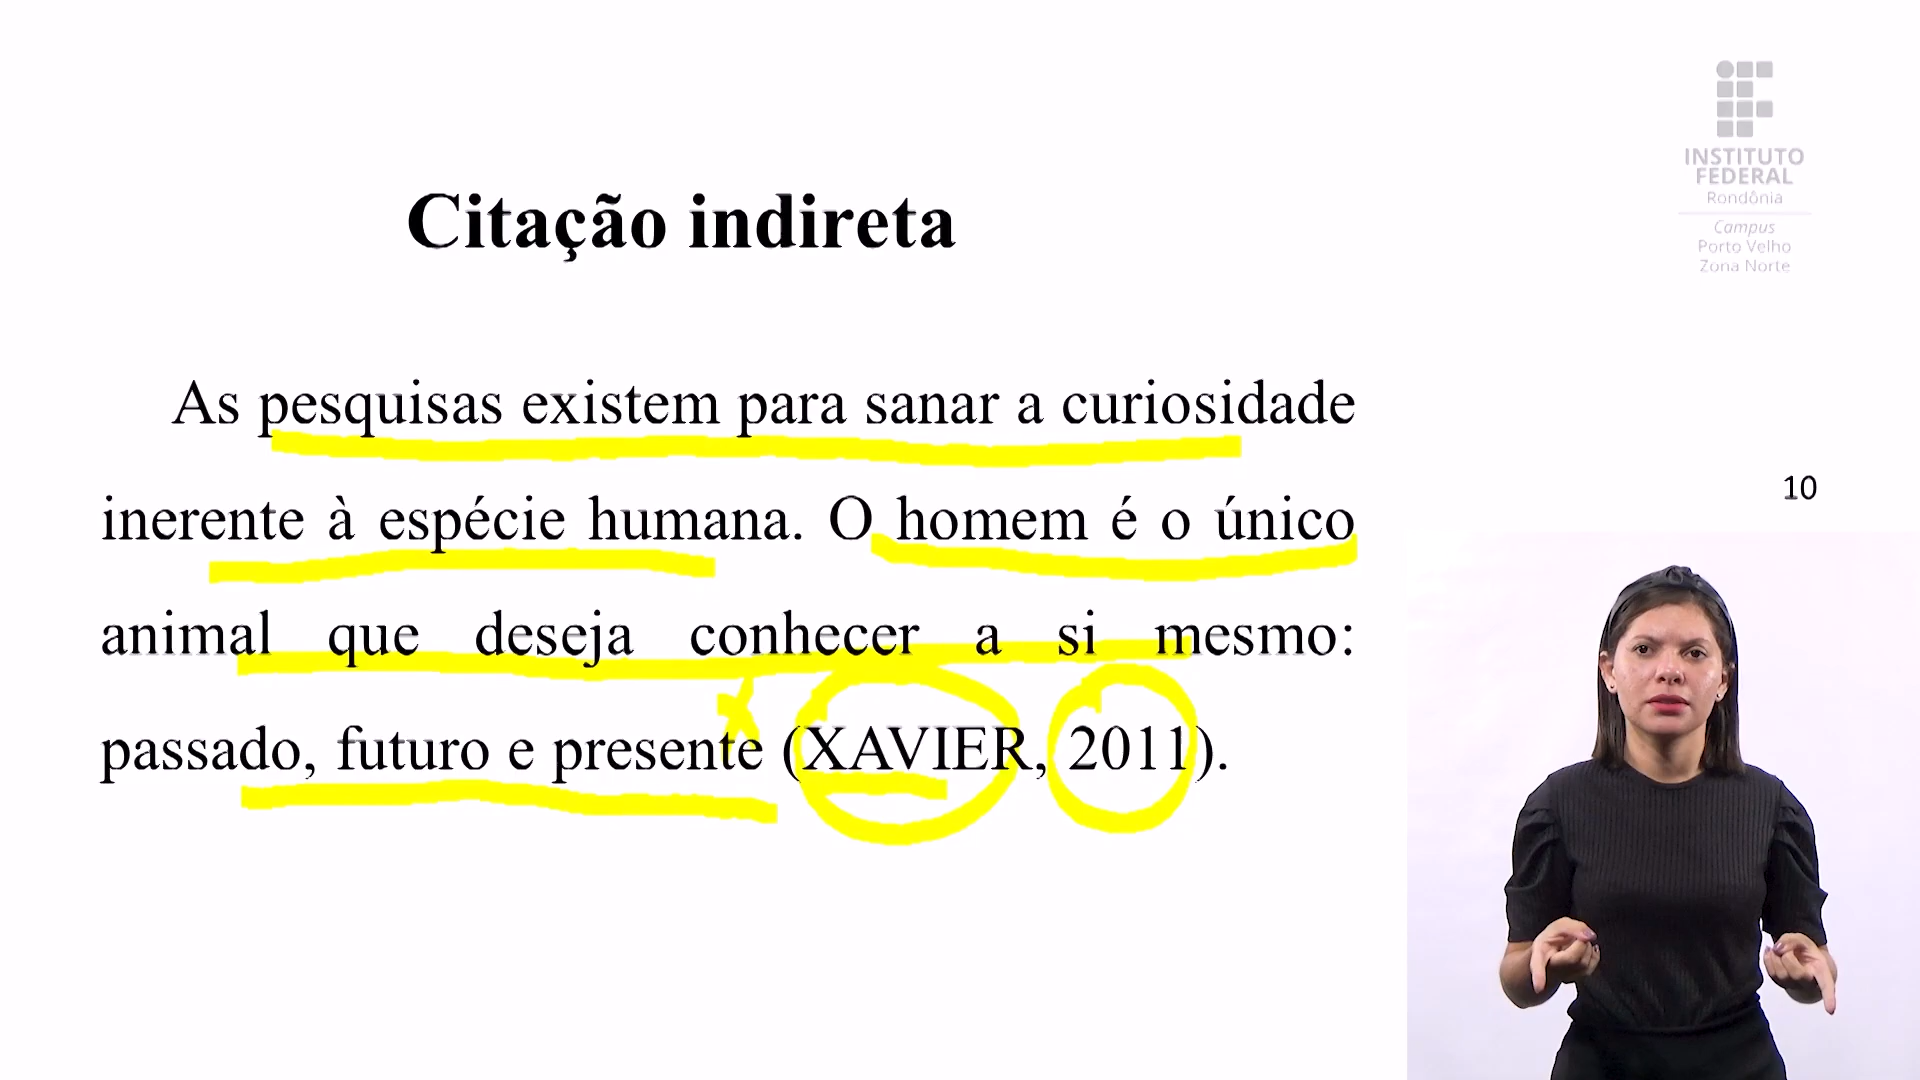 INSTITUTO
FEDERAL
Rondônia
Campus
Porto Velho
Zona Norte
Citação indireta
As pesquisas existem para sanar a curiosidade
inerente à espécie humana. O homem é o único
animal que deseja conhecer a si mesmo:
passado, futuro e presente (XAVIER, 2011).
10